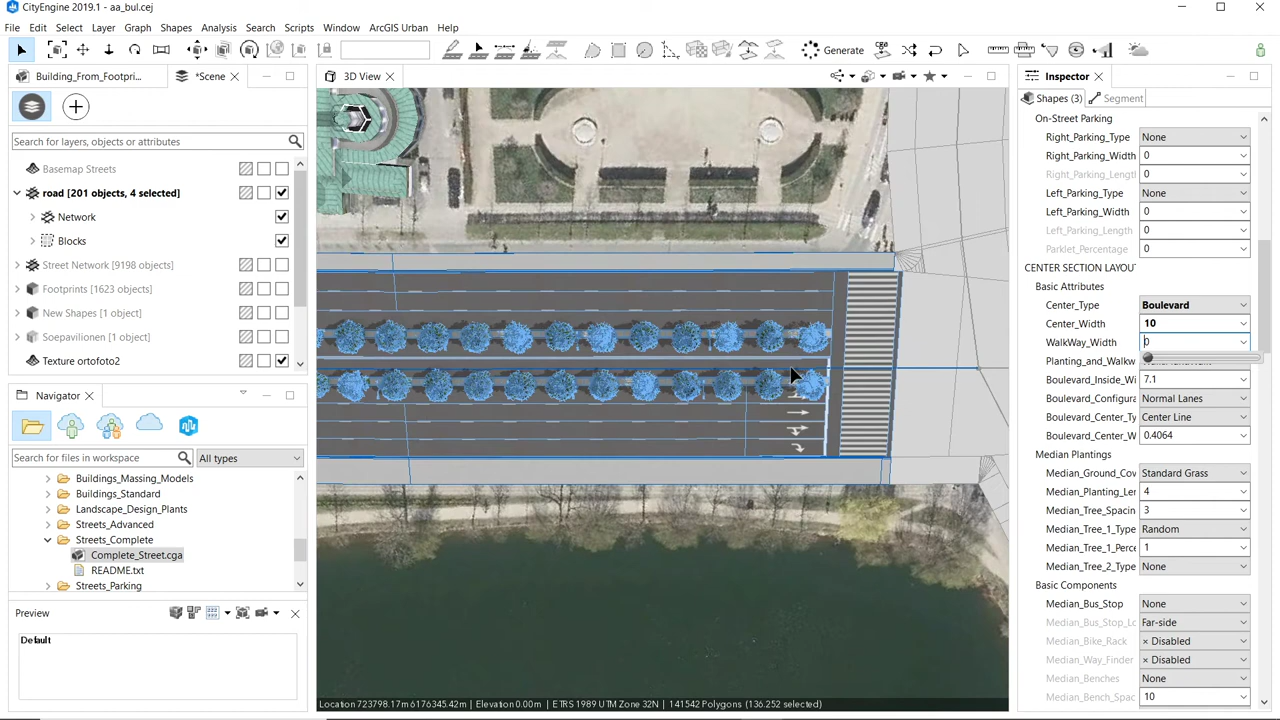 CityEngine 2019.1 - aa_bul.cej
File Edit Select Layer Graph Shapes Analysis Search Scripts Window ArcGIS Urban Help
Generate
Building_From_Footpri...
*Scene
3D View
Inspector
Search for layers, objects or attributes
Basemap Streets
road [201 objects, 4 selected]
Network
Blocks
Street Network [9198 objects]
Footprints [1623 objects]
New Shapes [1 object]
Texture ortofoto2
Navigator
Search for files in
All types
Buildings_Massing_Models
Buildings_Standard
Landscape_Design_Plants
Streets_Advanced
Streets_Complete
Complete_Street.cga
README.txt
Streets_Parking
Preview
Default
Location 723798.17m 6176345.42m | Elevation 0.00m | ETRS 1989 UTM Zone 32N | 141542 Polygons (136.252 selected)
Shapes (3) Segment
On-Street Parking
Right_Parking_Type None
Right_Parking_Width 0
Right_Parking_Length 0
Left_Parking_Type None
Left_Parking_Width 0
Left_Parking_Length 0
Parklet_Percentage 0
CENTER SECTION LAYOU
Basic Attributes
Center_Type Boulevard
Center_Width 10
WalkWay_Width 0
Planting_and_Walkw
Boulevard_Inside_Wi 7.1
Boulevard_Configura Normal Lanes
Boulevard_Center_Ty Center Line
Boulevard_Center_W 0.4064
Median Plantings
Median_Ground_Cov Standard Grass
Median_Planting_Ler 4
Median_Tree_Spacin 3
Median_Tree_1_Type Random
Median_Tree_1_Perce 1
Median_Tree_2_Type None
Basic Components
Median_Bus_Stop None
Median_Bus_Stop_Lo Far-side
Median_Bike_Rack × Disabled
Median_Way_Finder × Disabled
Median_Benches None
Median_Bench_Spac 10